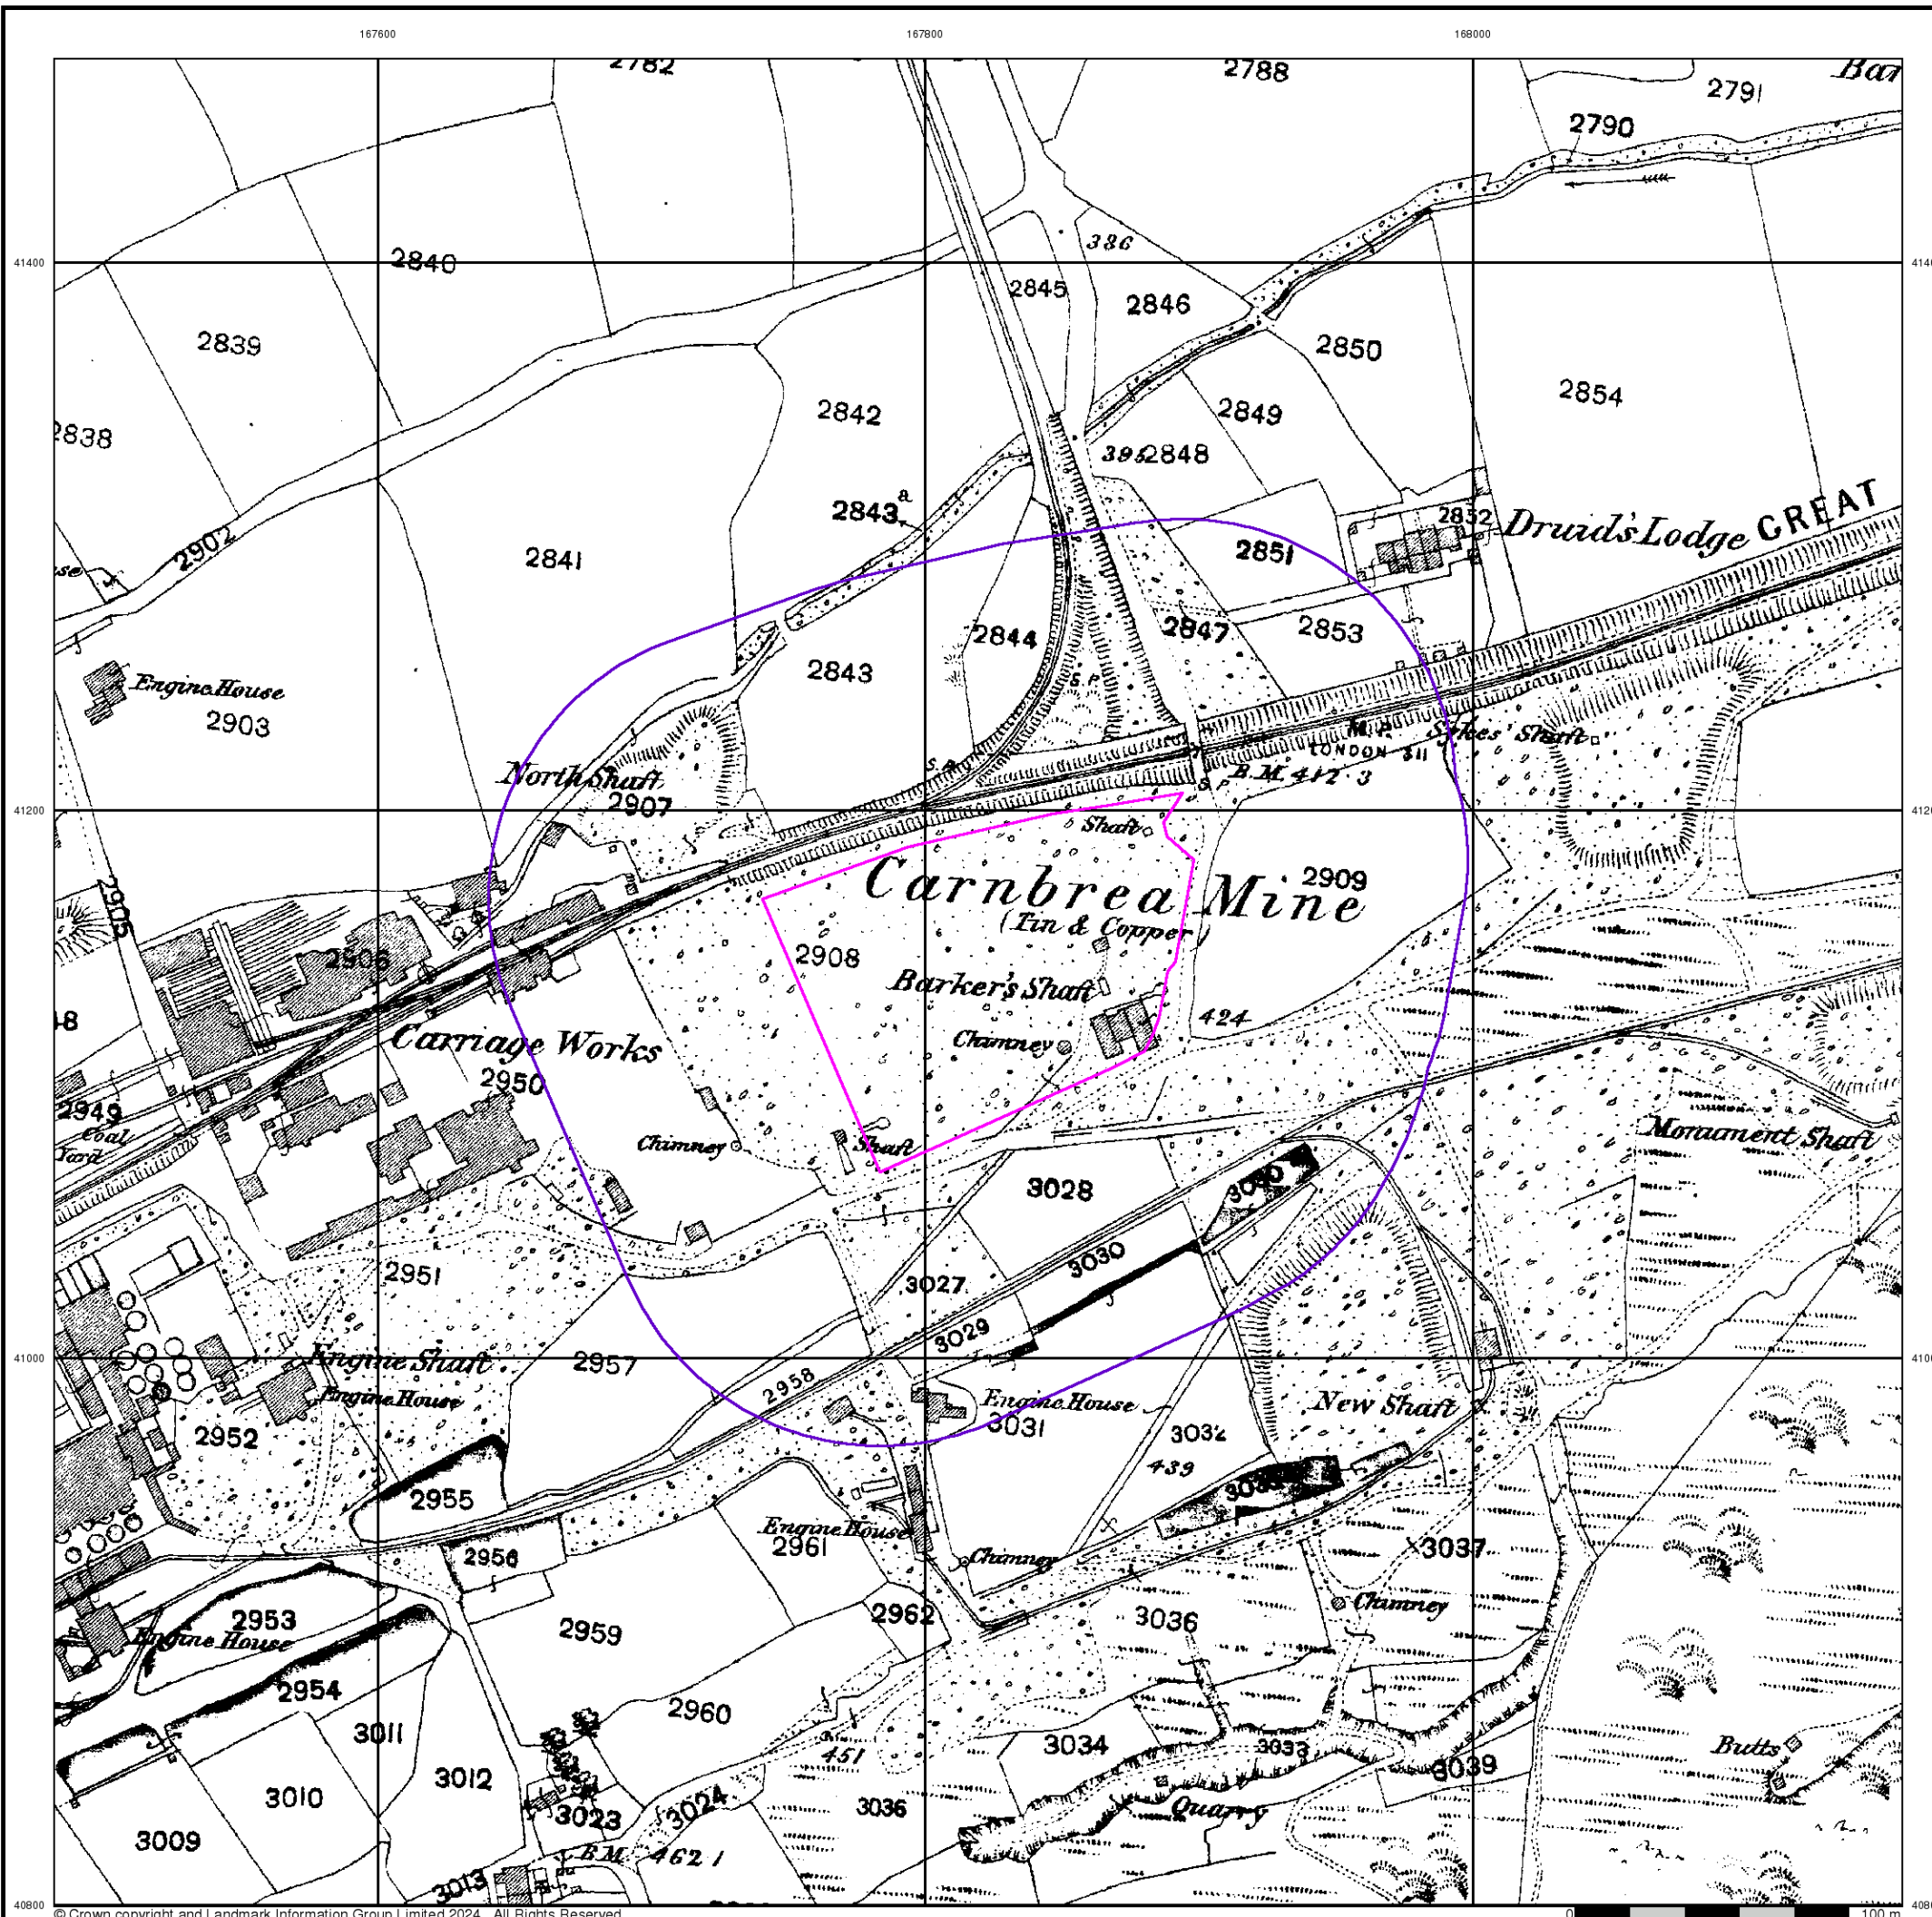 167600 167800 168000
2782 2788 2791 Bar
2790
41400 2840 386
2845 2846
2839 2850
2854
2842 2849
2838 395 2848
2843a
2902 2841 2851 2852 Druid's Lodge GREAT
2844 2847 2853
Engine House 2843 S.P.
2903
M.P. Sykes' Shaft
LONDON 311
North Shaft S.P. B.M. 412.3
2907 S.P.
41200
Shaft
Carnbrea Mine
2909
(Tin & Copper)
2905
2906 2908
Barker's Shaft
424
Chimney
Carriage Works
2950
2949
Coal
Yard
Chimney Shaft Monument Shaft
3028
2951 3030
3027
3029
41000 Engine Shaft 2957
Engine House 2958
Engine House New Shaft
3031 3032
2952 439
2955
Engine House
2961
2956 3037
Chimney
2953 2962 Chimney
Engine House 2959 3036
2954
3011 2960
451 3034 Butts
3012 3039
3010 3023 3024 3036 Quarry
3009
B.M. 462.1
3013
40800
© Crown copyright and Landmark Information Group Limited 2024. All Rights Reserved.
0 100 m